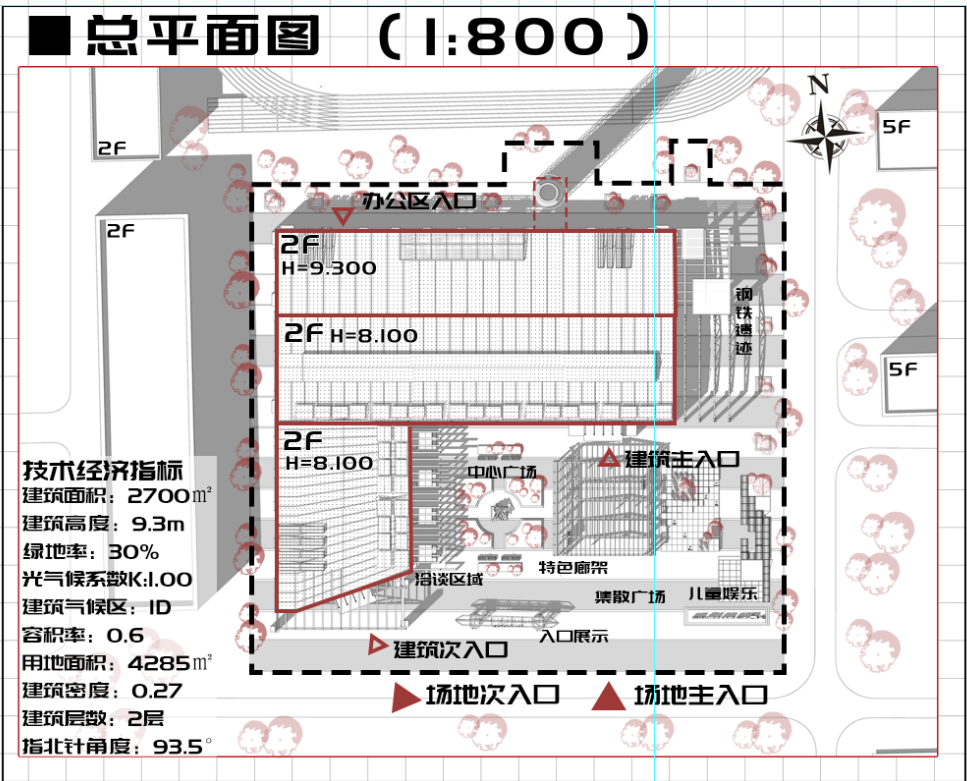 ■总平面图 (1:800)
N
2F
5F
2F
办公区入口
2F
H=9.300
钢铁遗迹
2F H=8.100
5F
2F
H=8.100
中心广场
建筑主入口
技术经济指标
建筑面积：2700㎡
建筑高度：9.3m
绿地率：30%
光气候系数K:1.00
建筑气候区：ID
容积率：0.6
用地面积：4285㎡
建筑密度：0.27
建筑层数：2层
指北针角度：93.5°
洽谈区域
特色廊架
集散广场
儿童娱乐
入口展示
建筑次入口
场地次入口
场地主入口